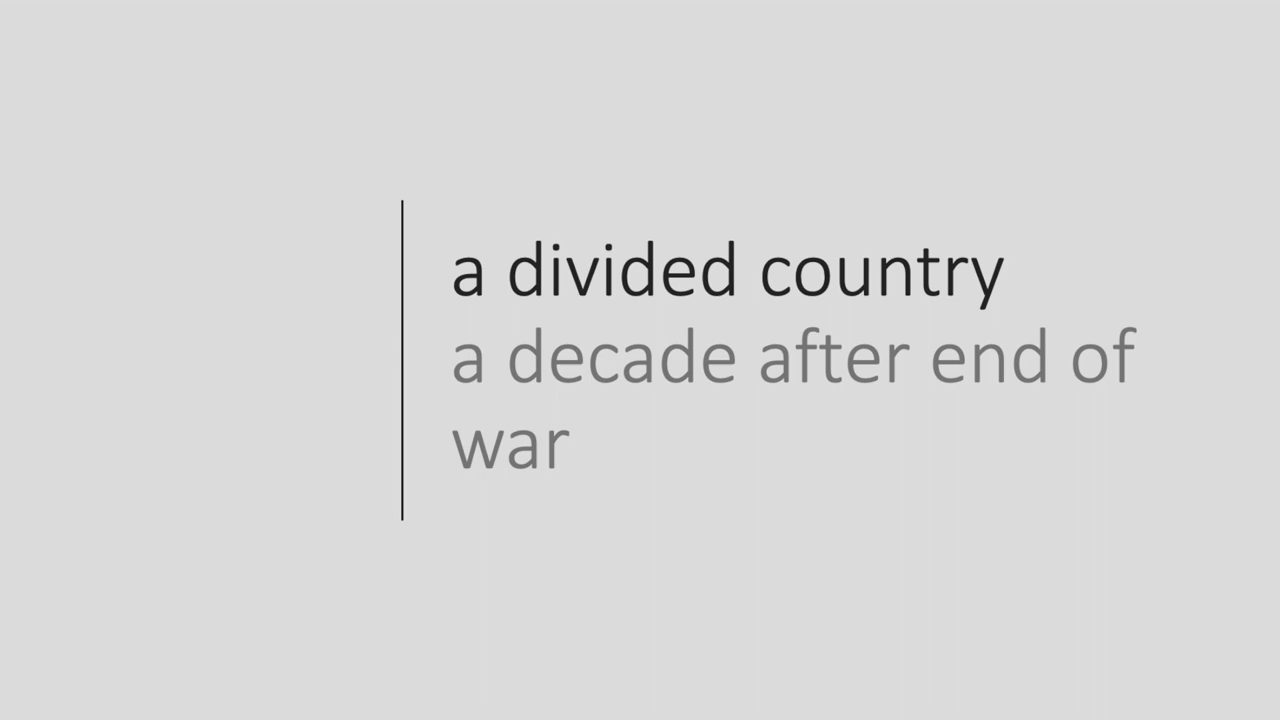 a divided country
a decade after end of
war